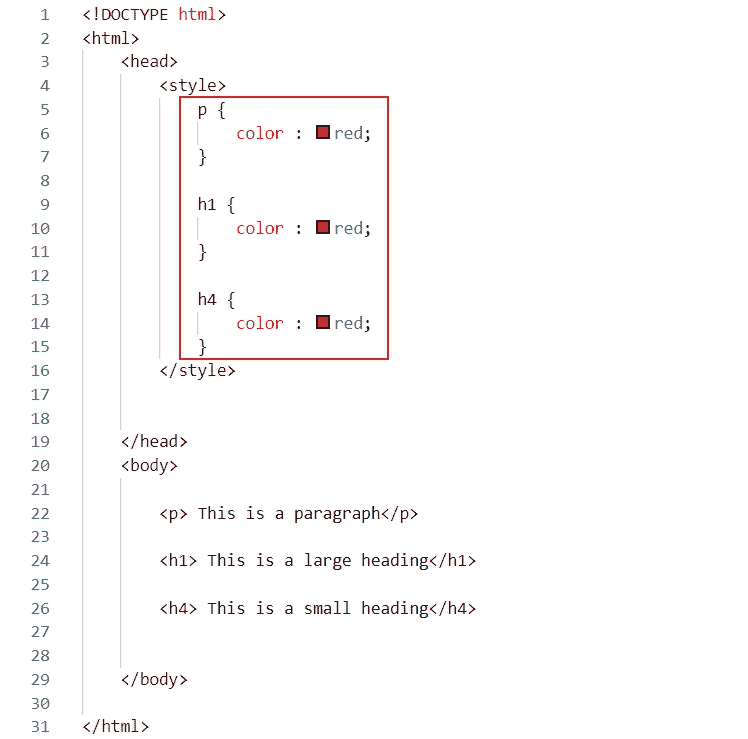 1 <!DOCTYPE html>
2 <html>
3 <head>
4 <style>
5 p {
6 color : red;
7 }
8
9 h1 {
10 color : red;
11 }
12
13 h4 {
14 color : red;
15 }
16 </style>
17
18
19 </head>
20 <body>
21
22 <p> This is a paragraph</p>
23
24 <h1> This is a large heading</h1>
25
26 <h4> This is a small heading</h4>
27
28
29 </body>
30
31 </html>